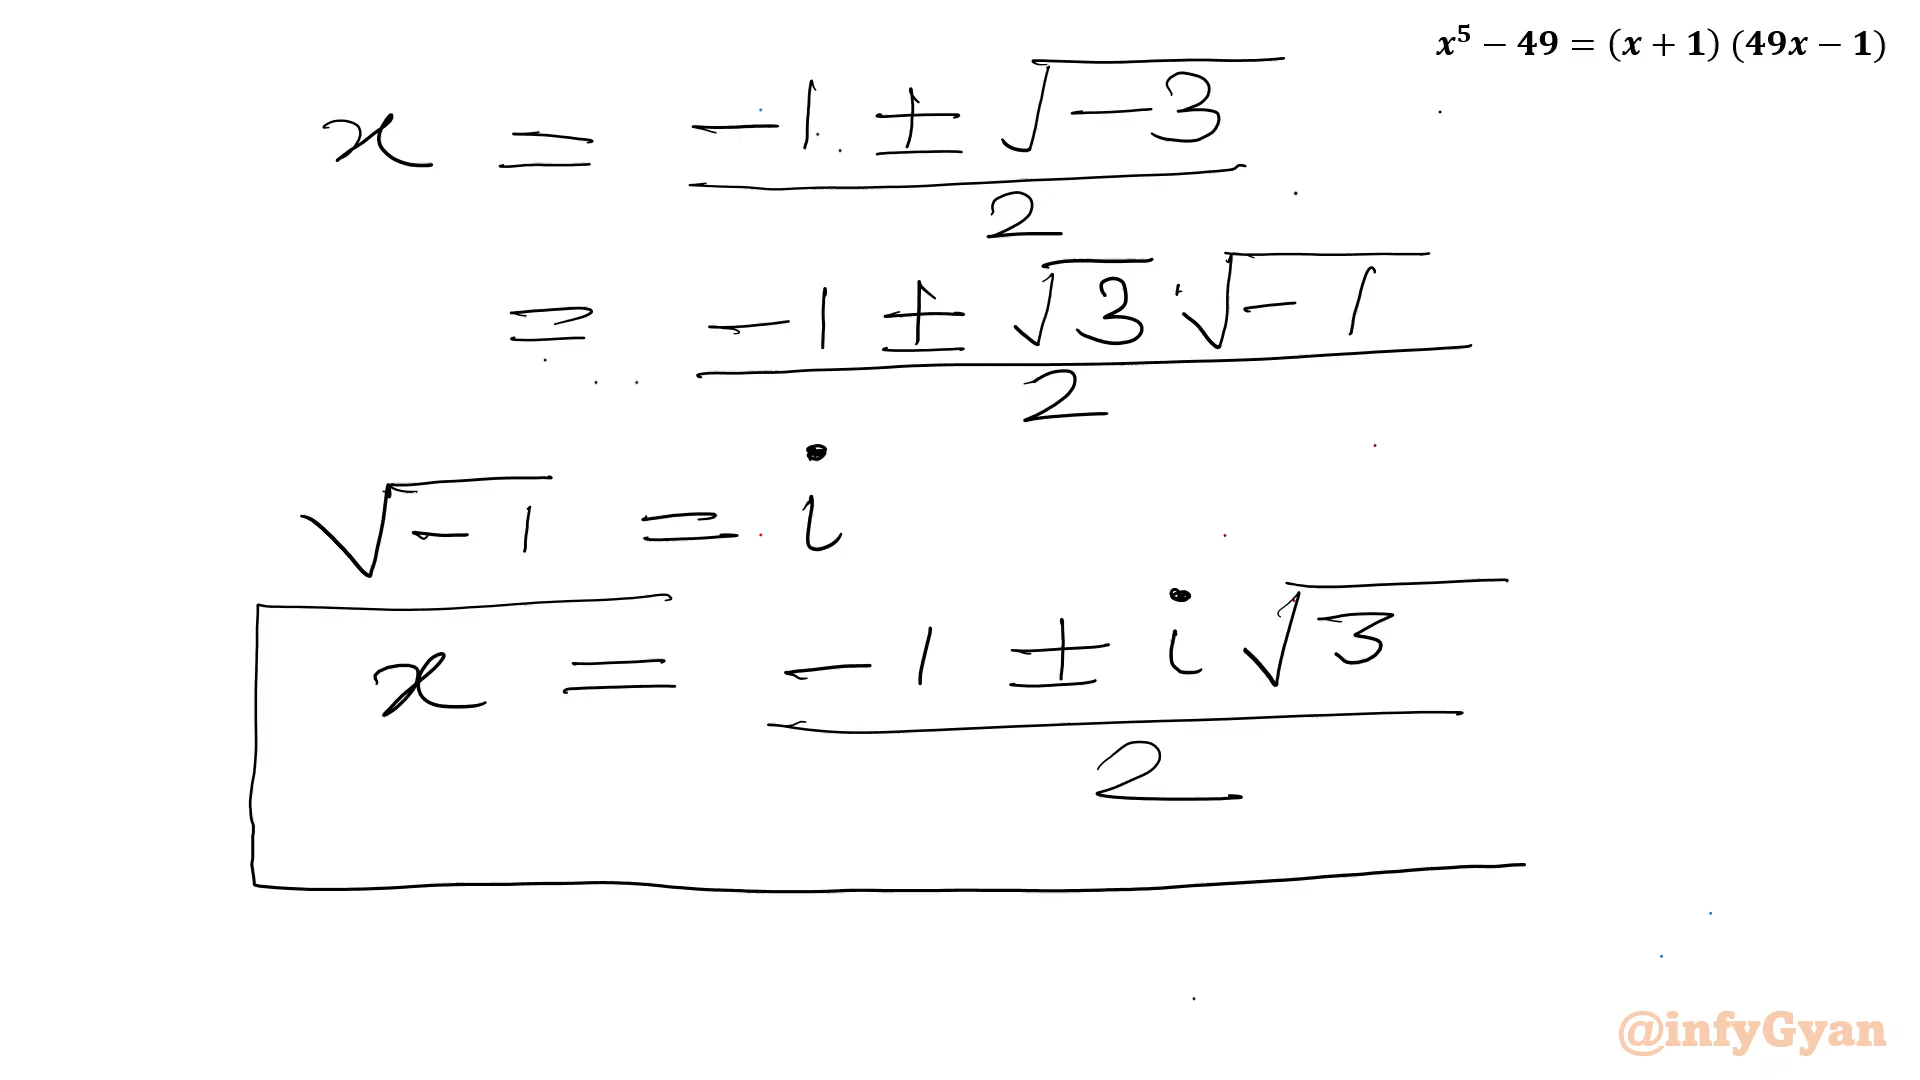 x⁵ − 49 = (x + 1) (49x − 1)
x = (−1 ± √−3) / 2
= (−1 ± √3 · √−1) / 2
√−1 = i
x = (−1 ± i√3) / 2
@infyGyan